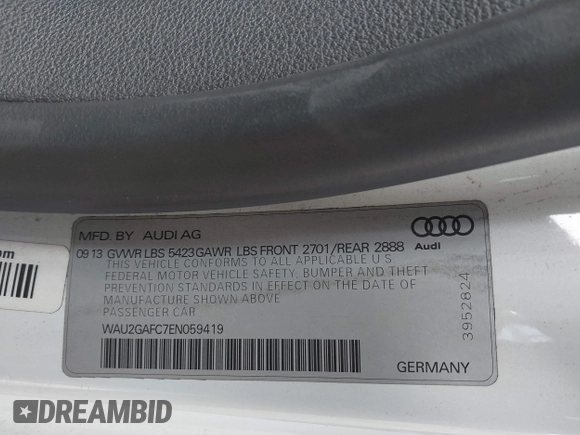 MFD. BY AUDI AG
09 13 GVWR LBS 5423 GAWR LBS FRONT 2701/REAR 2888
Audi
THIS VEHICLE CONFORMS TO ALL APPLICABLE U.S.
FEDERAL MOTOR VEHICLE SAFETY, BUMPER AND THEFT
PREVENTION STANDARDS IN EFFECT ON THE DATE
OF MANUFACTURE SHOWN ABOVE
PASSENGER CAR
WAU2GAFC7EN059419
3952824
GERMANY
DREAMBID